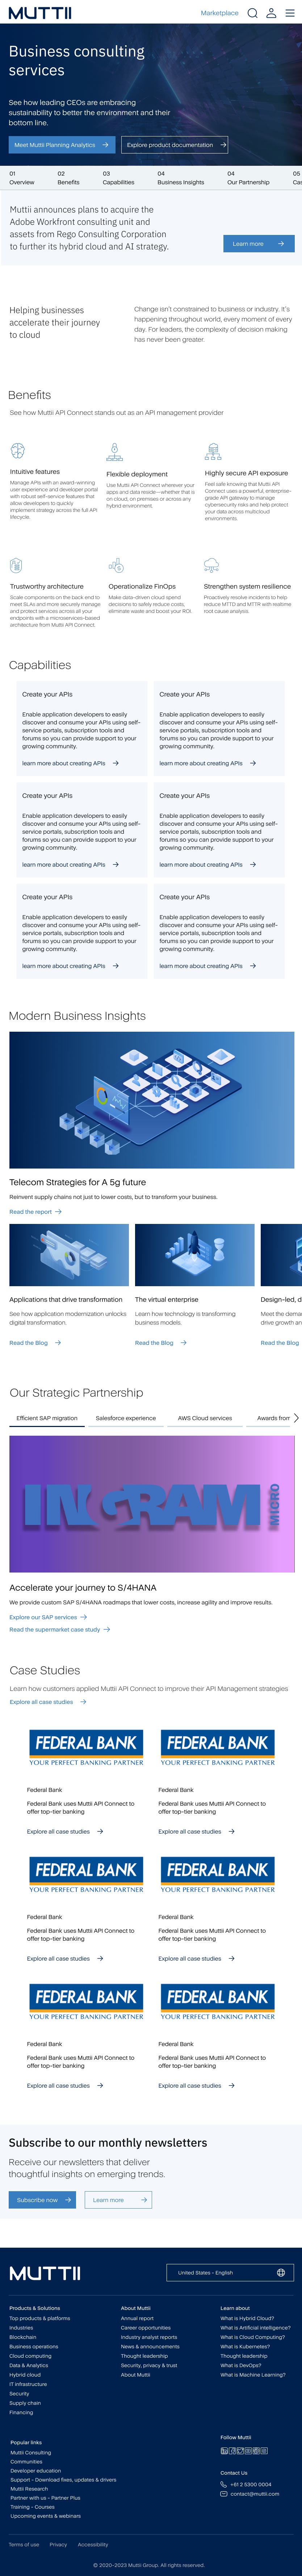 MUTTII
Marketplace
Business consulting
services
See how leading CEOs are embracing
sustainability to better the environment and their
bottom line.
Meet Muttii Planning Analytics
Explore product documentation
01
Overview
02
Benefits
03
Capabilities
04
Business Insights
04
Our Partnership
05
Cas
Muttii announces plans to acquire the
Adobe Workfront consulting unit and
assets from Rego Consulting Corporation
to further its hybrid cloud and AI strategy.
Learn more
Helping businesses
accelerate their journey
to cloud
Change isn't constrained to business or industry. It's
happening throughout world, every moment of every
day. For leaders, the complexity of decision making
has never been greater.
Benefits
See how Muttii API Connect stands out as an API management provider
Intuitive features
Manage APIs with an award-winning
user experience and developer portal
with robust self-service features that
allow developers to quickly
implement strategy across the full API
lifecycle.
Flexible deployment
Use Muttii API Connect wherever your
apps and data reside—whether that is
on cloud, on premises or across any
hybrid environment.
Highly secure API exposure
Feel safe knowing that Muttii API
Connect uses a powerful, enterprise-
grade API gateway to manage
cybersecurity risks and help protect
your data across multicloud
environments.
Trustworthy architecture
Scale components on the back end to
meet SLAs and more securely manage
and protect services across all your
endpoints with a microservices-based
architecture from Muttii API Connect.
Operationalize FinOps
Make data-driven cloud spend
decisions to safely reduce costs,
eliminate waste and boost your ROI.
Strengthen system resilience
Proactively resolve incidents to help
reduce MTTD and MTTR with realtime
root cause analysis.
Capabilities
Create your APIs
Enable application developers to easily
discover and consume your APIs using self-
service portals, subscription tools and
forums so you can provide support to your
growing community.
learn more about creating APIs
Create your APIs
Enable application developers to easily
discover and consume your APIs using self-
service portals, subscription tools and
forums so you can provide support to your
growing community.
learn more about creating APIs
Create your APIs
Enable application developers to easily
discover and consume your APIs using self-
service portals, subscription tools and
forums so you can provide support to your
growing community.
learn more about creating APIs
Create your APIs
Enable application developers to easily
discover and consume your APIs using self-
service portals, subscription tools and
forums so you can provide support to your
growing community.
learn more about creating APIs
Create your APIs
Enable application developers to easily
discover and consume your APIs using self-
service portals, subscription tools and
forums so you can provide support to your
growing community.
learn more about creating APIs
Create your APIs
Enable application developers to easily
discover and consume your APIs using self-
service portals, subscription tools and
forums so you can provide support to your
growing community.
learn more about creating APIs
Modern Business Insights
Telecom Strategies for A 5g future
Reinvent supply chains not just to lower costs, but to transform your business.
Read the report
Applications that drive transformation
See how application modernization unlocks
digital transformation.
Read the Blog
The virtual enterprise
Learn how technology is transforming
business models.
Read the Blog
Design-led, d
Meet the dema
drive growth an
Read the Blog
Our Strategic Partnership
Efficient SAP migration
Salesforce experience
AWS Cloud services
Awards from
INGRAM
MICRO
Accelerate your journey to S/4HANA
We provide custom SAP S/4HANA roadmaps that lower costs, increase agility and improve results.
Explore our SAP services
Read the supermarket case study
Case Studies
Learn how customers applied Muttii API Connect to improve their API Management strategies
Explore all case studies
FEDERAL BANK
YOUR PERFECT BANKING PARTNER
Federal Bank
Federal Bank uses Muttii API Connect to
offer top-tier banking
Explore all case studies
FEDERAL BANK
YOUR PERFECT BANKING PARTNER
Federal Bank
Federal Bank uses Muttii API Connect to
offer top-tier banking
Explore all case studies
FEDERAL BANK
YOUR PERFECT BANKING PARTNER
Federal Bank
Federal Bank uses Muttii API Connect to
offer top-tier banking
Explore all case studies
FEDERAL BANK
YOUR PERFECT BANKING PARTNER
Federal Bank
Federal Bank uses Muttii API Connect to
offer top-tier banking
Explore all case studies
FEDERAL BANK
YOUR PERFECT BANKING PARTNER
Federal Bank
Federal Bank uses Muttii API Connect to
offer top-tier banking
Explore all case studies
FEDERAL BANK
YOUR PERFECT BANKING PARTNER
Federal Bank
Federal Bank uses Muttii API Connect to
offer top-tier banking
Explore all case studies
Subscribe to our monthly newsletters
Receive our newsletters that deliver
thoughtful insights on emerging trends.
Subscribe now
Learn more
MUTTII
United States - English
Products & Solutions
Top products & platforms
Industries
Blockchain
Business operations
Cloud computing
Data & Analytics
Hybrid cloud
IT infrastructure
Security
Supply chain
Financing
About Muttii
Annual report
Career opportunities
Industry analyst reports
News & announcements
Thought leadership
Security, privacy & trust
About Muttii
Learn about
What is Hybrid Cloud?
What is Artificial intelligence?
What is Cloud Computing?
What is Kubernetes?
Thought leadership
What is DevOps?
What is Machine Learning?
Popular links
Muttii Consulting
Communities
Developer education
Support - Download fixes, updates & drivers
Muttii Research
Partner with us - Partner Plus
Training - Courses
Upcoming events & webinars
Follow Muttii
Contact Us
+61 2 5300 0004
contact@muttii.com
Terms of use
Privacy
Accessibility
© 2020-2023 Mutti Group. All rights reserved.